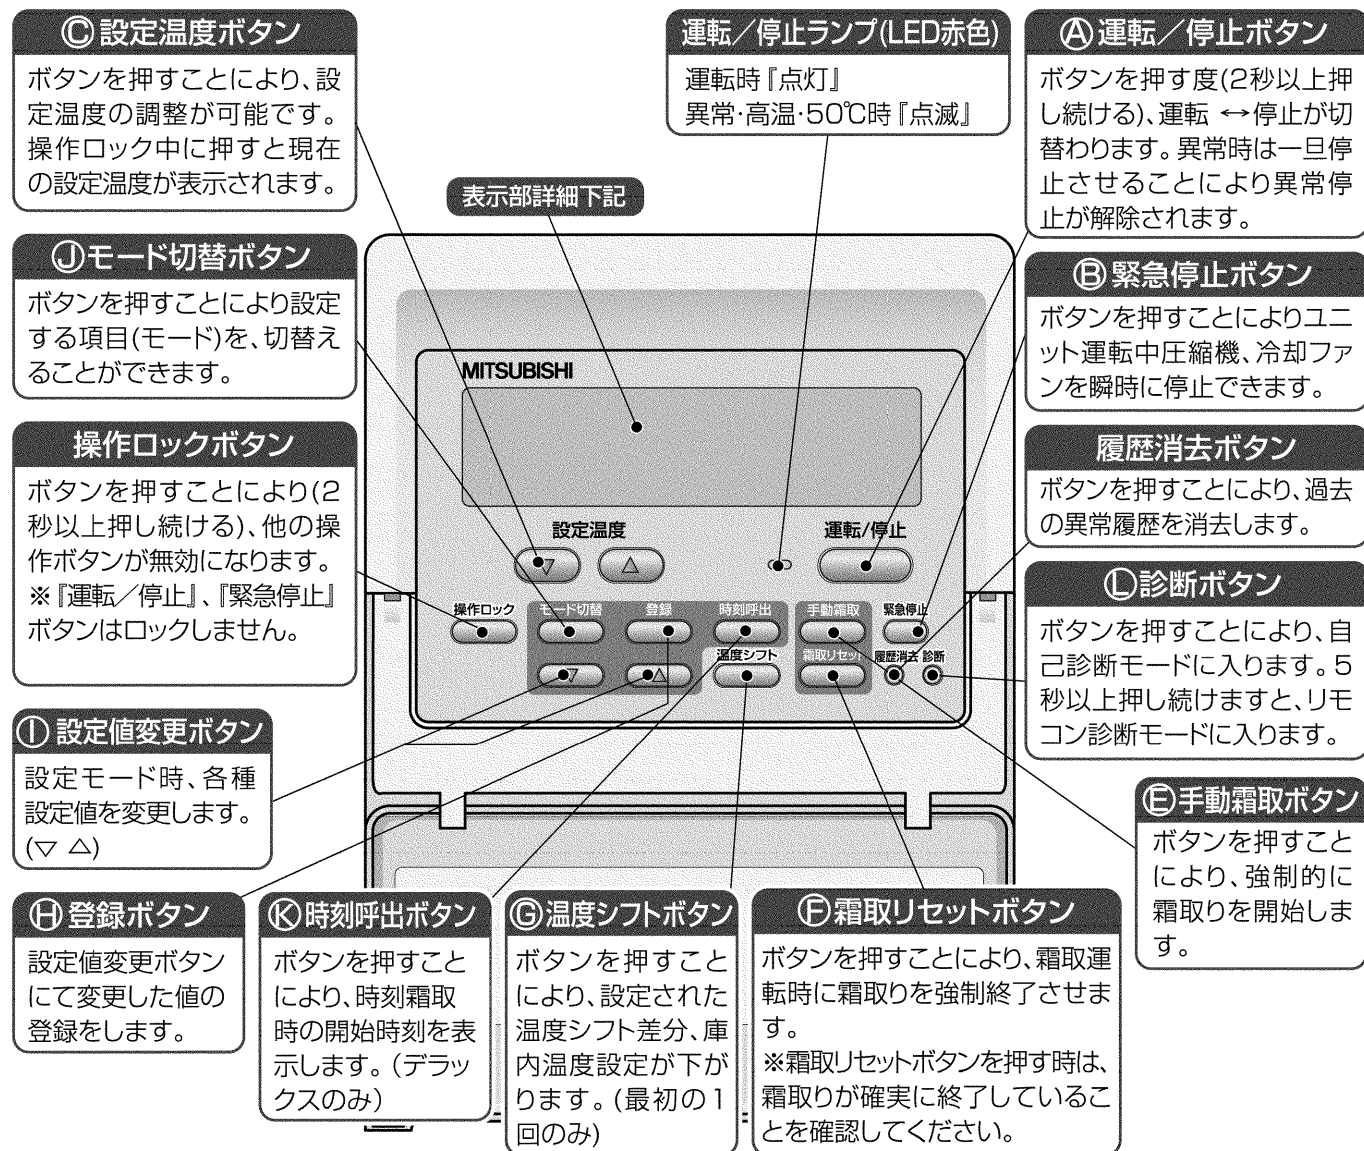 Ⓒ設定温度ボタン
ボタンを押すことにより、設
定温度の調整が可能です。
操作ロック中に押すと現在
の設定温度が表示されます。
運転／停止ランプ(LED赤色)
運転時『点灯』
異常・高温・50℃時『点滅』
Ⓐ運転／停止ボタン
ボタンを押す度(2秒以上押
し続ける)、運転 ↔停止が切
替わります。異常時は一旦停
止させることにより異常停
止が解除されます。
表示部詳細下記
Ⓙモード切替ボタン
ボタンを押すことにより設定
する項目(モード)を、切替え
ることができます。
Ⓑ緊急停止ボタン
ボタンを押すことによりユニ
ット運転中圧縮機、冷却ファ
ンを瞬時に停止できます。
操作ロックボタン
ボタンを押すことにより(2
秒以上押し続ける)、他の操
作ボタンが無効になります。
※『運転／停止』、『緊急停止』
ボタンはロックしません。
履歴消去ボタン
ボタンを押すことにより、過去
の異常履歴を消去します。
Ⓛ診断ボタン
ボタンを押すことにより、自
己診断モードに入ります。5
秒以上押し続けますと、リモ
コン診断モードに入ります。
MITSUBISHI
設定温度 運転/停止
▽ △
操作ロック モード切替 登録 時刻呼出 手動霜取 緊急停止
温度シフト 霜取リセット 履歴消去 診断
▽ △
Ⓘ設定値変更ボタン
設定モード時、各種
設定値を変更します。
(▽ △)
Ⓔ手動霜取ボタン
ボタンを押すこと
により、強制的に
霜取りを開始しま
す。
Ⓗ登録ボタン
設定値変更ボタン
にて変更した値の
登録をします。
Ⓚ時刻呼出ボタン
ボタンを押すこと
により、時刻霜取
時の開始時刻を表
示します。(デラッ
クスのみ)
Ⓖ温度シフトボタン
ボタンを押すこと
により、設定された
温度シフト差分、庫
内温度設定が下が
ります。(最初の1
回のみ)
Ⓕ霜取リセットボタン
ボタンを押すことにより、霜取運
転時に霜取りを強制終了させま
す。
※霜取リセットボタンを押す時は、
霜取りが確実に終了しているこ
とを確認してください。